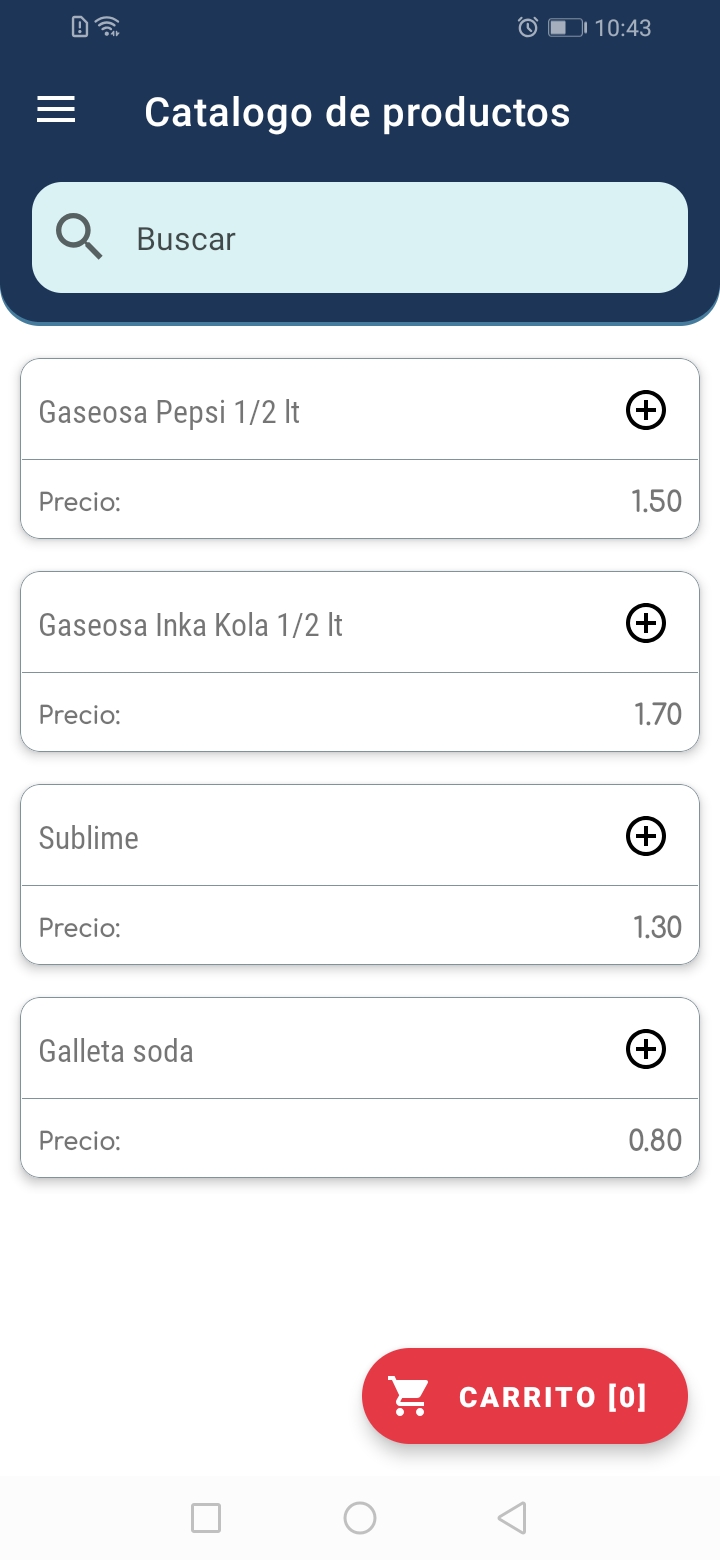 10:43
Catalogo de productos
Buscar
Gaseosa Pepsi 1/2 lt
Precio: 1.50
Gaseosa Inka Kola 1/2 lt
Precio: 1.70
Sublime
Precio: 1.30
Galleta soda
Precio: 0.80
CARRITO [0]